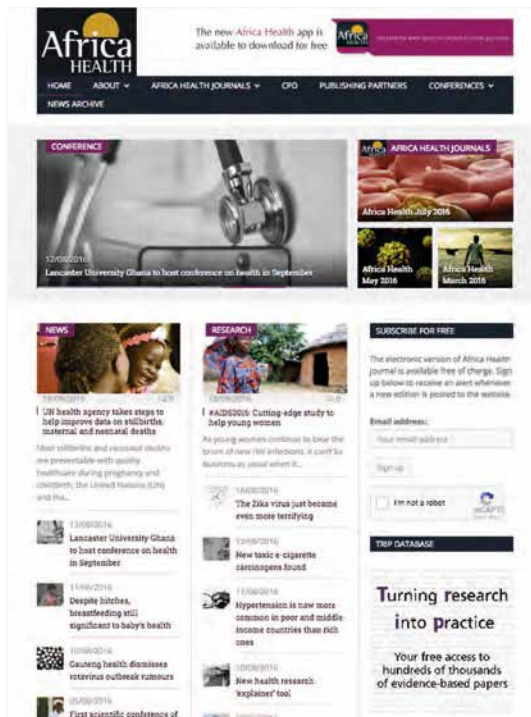 Africa
HEALTH
The new Africa Health app is
available to download for free
Africa
HEALTH
HOME ABOUT AFRICA HEALTH JOURNALS CPD PUBLISHING PARTNERS CONFERENCES
NEWS ARCHIVE
CONFERENCE
12/08/2016
Lancaster University Ghana to host conference on health in September
Africa
HEALTH
AFRICA HEALTH JOURNALS
Africa Health July 2016
Africa Health
May 2016
Africa Health
March 2016
NEWS
UN health agency takes steps to
help improve data on stillbirths,
maternal and neonatal deaths
Most stillbirths and neonatal deaths
are preventable with quality
healthcare during pregnancy and
childbirth, the United Nations (UN)
and the...
12/08/2016
Lancaster University Ghana
to host conference on health
in September
11/08/2016
Despite hitches,
breastfeeding still
significant to baby's health
10/08/2016
Gauteng health dismisses
rotavirus outbreak rumours
05/08/2016
First scientific conference of
RESEARCH
#AIDS2016: Cutting-edge study to
help young women
As young women continue to bear the
brunt of new HIV infections, it can't be
business as usual when it...
The Zika virus just became
even more terrifying
12/08/2016
New toxic e-cigarette
carcinogens found
11/08/2016
Hypertension is now more
common in poor and middle-
income countries than rich
ones
10/08/2016
New health research
'explainer' tool
SUBSCRIBE FOR FREE
The electronic version of Africa Health
journal is available free of charge. Sign
up below to receive an alert whenever
a new edition is posted to the website.
Email address:
Your email address
Sign up
I'm not a robot
reCAPTCHA
TRIP DATABASE
Turning research
into practice
Your free access to
hundreds of thousands
of evidence-based papers